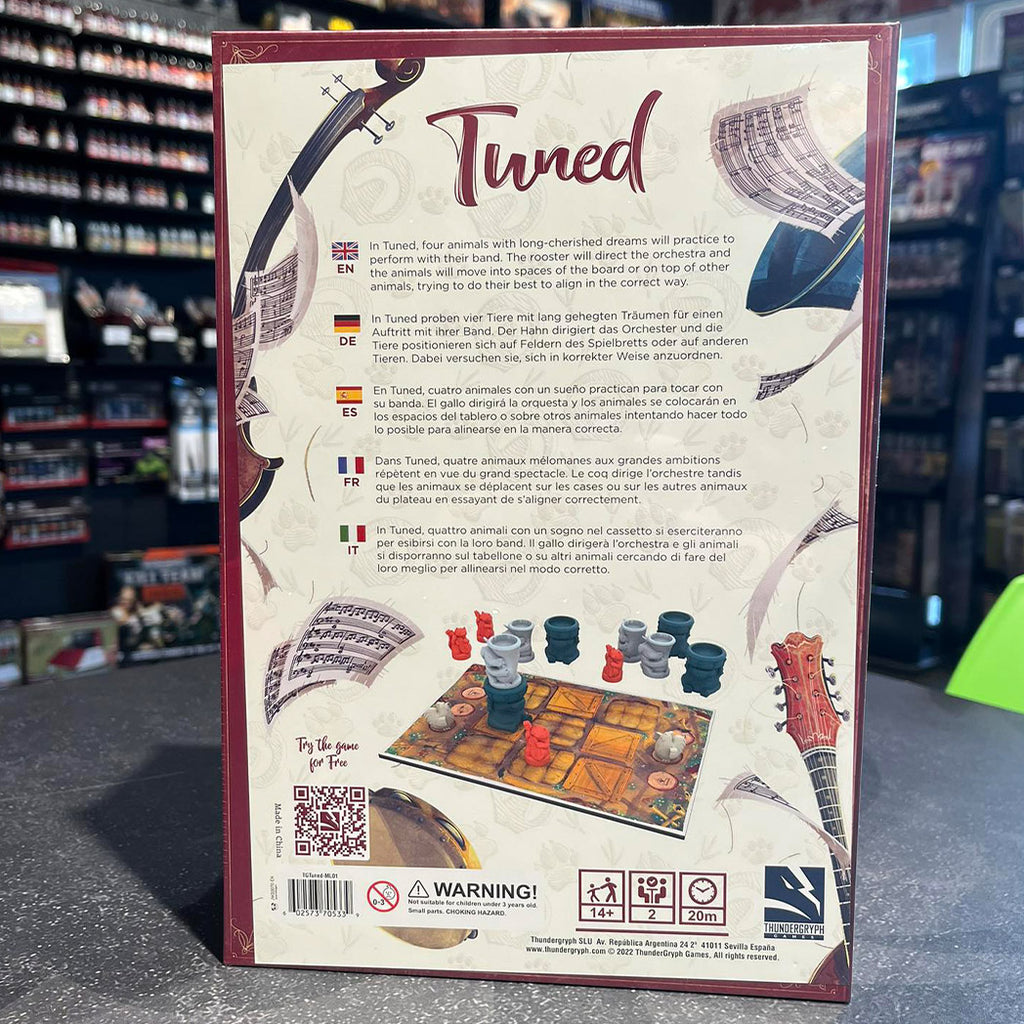 Tuned
EN
In Tuned, four animals with long-cherished dreams will practice to
perform with their band. The rooster will direct the orchestra and
the animals will move into spaces of the board or on top of other
animals, trying to do their best to align in the correct way.
DE
In Tuned proben vier Tiere mit lang gehegten Träumen für einen
Auftritt mit ihrer Band. Der Hahn dirigiert das Orchester und die
Tiere positionieren sich auf Feldern des Spielbretts oder auf anderen
Tieren. Dabei versuchen sie, sich in korrekter Weise anzuordnen.
ES
En Tuned, cuatro animales con un sueño practican para tocar con
su banda. El gallo dirigirá la orquesta y los animales se colocarán en
los espacios del tablero o sobre otros animales intentando hacer todo
lo posible para alinearse en la manera correcta.
FR
Dans Tuned, quatre animaux mélomanes aux grandes ambitions
répètent en vue du grand spectacle. Le coq dirige l'orchestre tandis
que les animaux se déplacent sur les cases ou sur les autres animaux
du plateau en essayant de s'aligner correctement.
IT
In Tuned, quattro animali con un sogno nel cassetto si eserciteranno
per esibirsi con la loro band. Il gallo dirigerà l'orchestra e gli animali
si disporranno sul tabellone o su altri animali cercando di fare del
loro meglio per allinearsi nel modo corretto.
Try the game
for Free
Made in China
TGTuned-ML01
6 02573 70533 9
0-3
WARNING!
Not suitable for children under 3 years old.
Small parts. CHOKING HAZARD.
14+
2
20m
THUNDERGRYPH
GAMES
Thundergryph SLU Av. República Argentina 24 2° 41011 Sevilla España
www.thundergryph.com © 2022 ThunderGryph Games, All rights reserved.
KILL TEAM